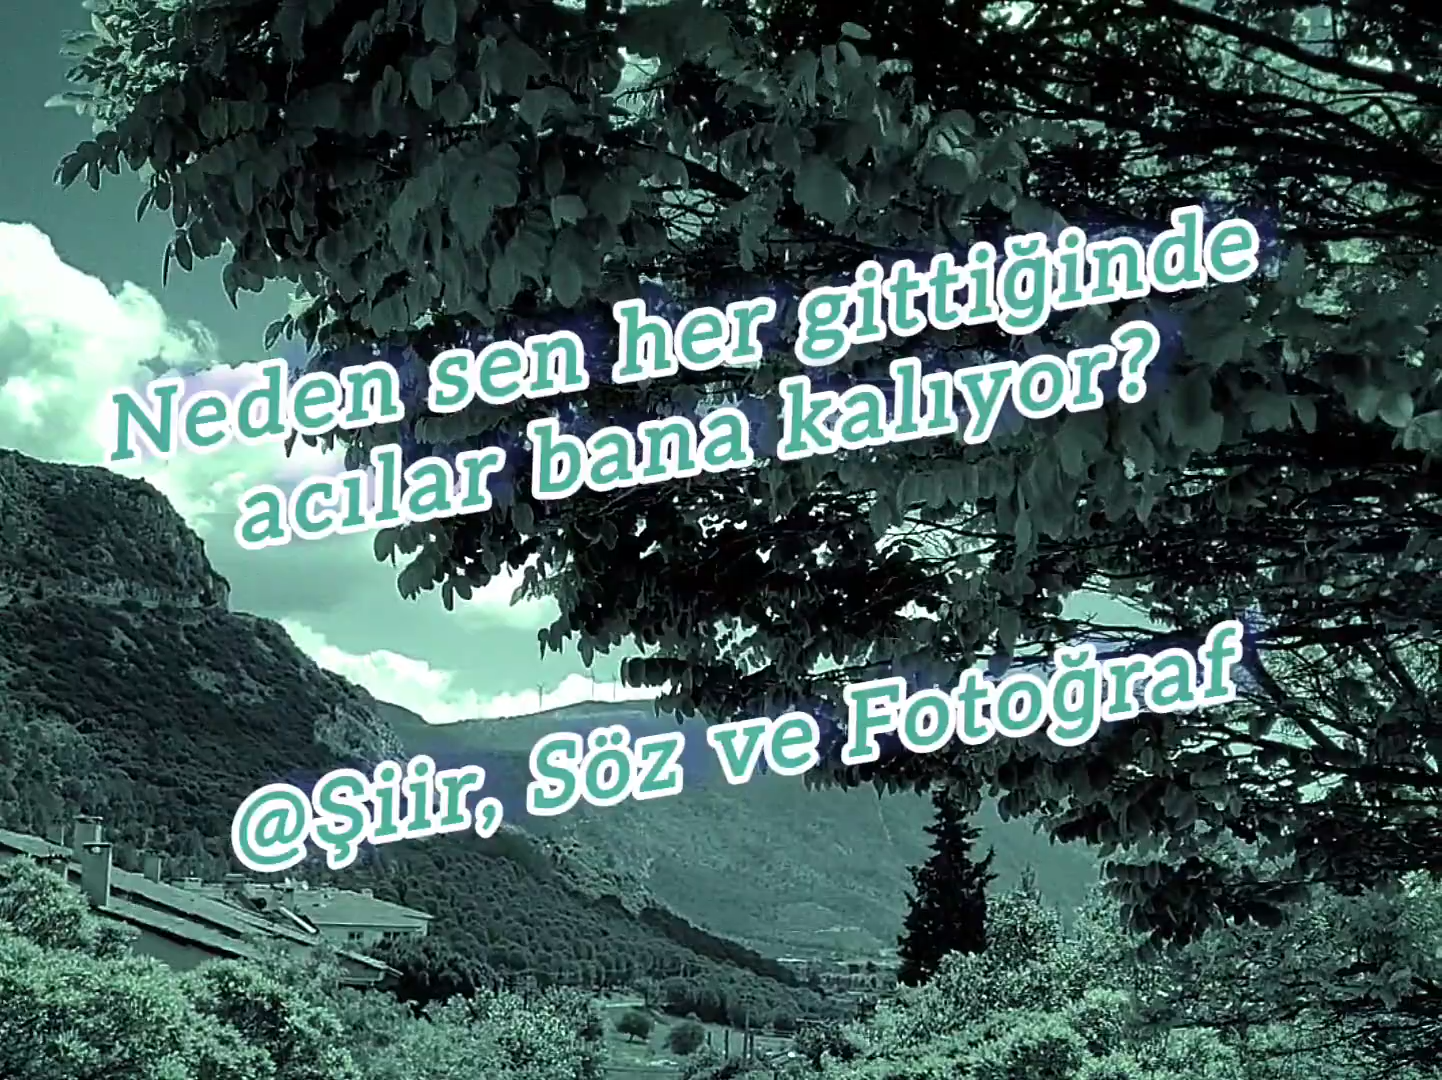 Neden sen her gittiğinde
acılar bana kalıyor?
@Şiir, Söz ve Fotoğraf